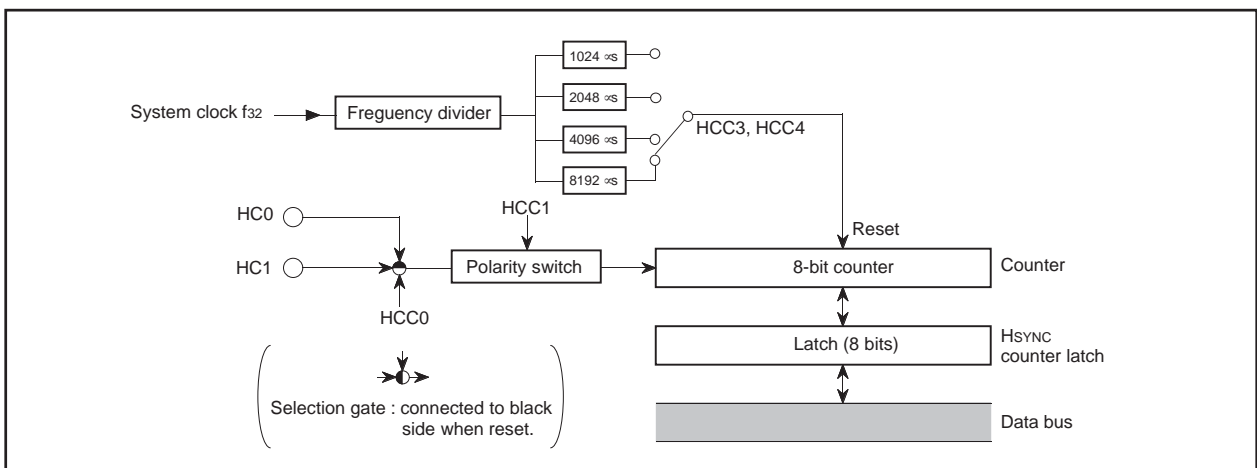 1024 ∝s
System clock f32
Freguency divider
2048 ∝s
4096 ∝s
HCC3, HCC4
8192 ∝s
HCC1
HC0
Reset
HC1
Polarity switch
8-bit counter
Counter
HCC0
Latch (8 bits)
HSYNC
counter latch
Selection gate : connected to black
side when reset.
Data bus